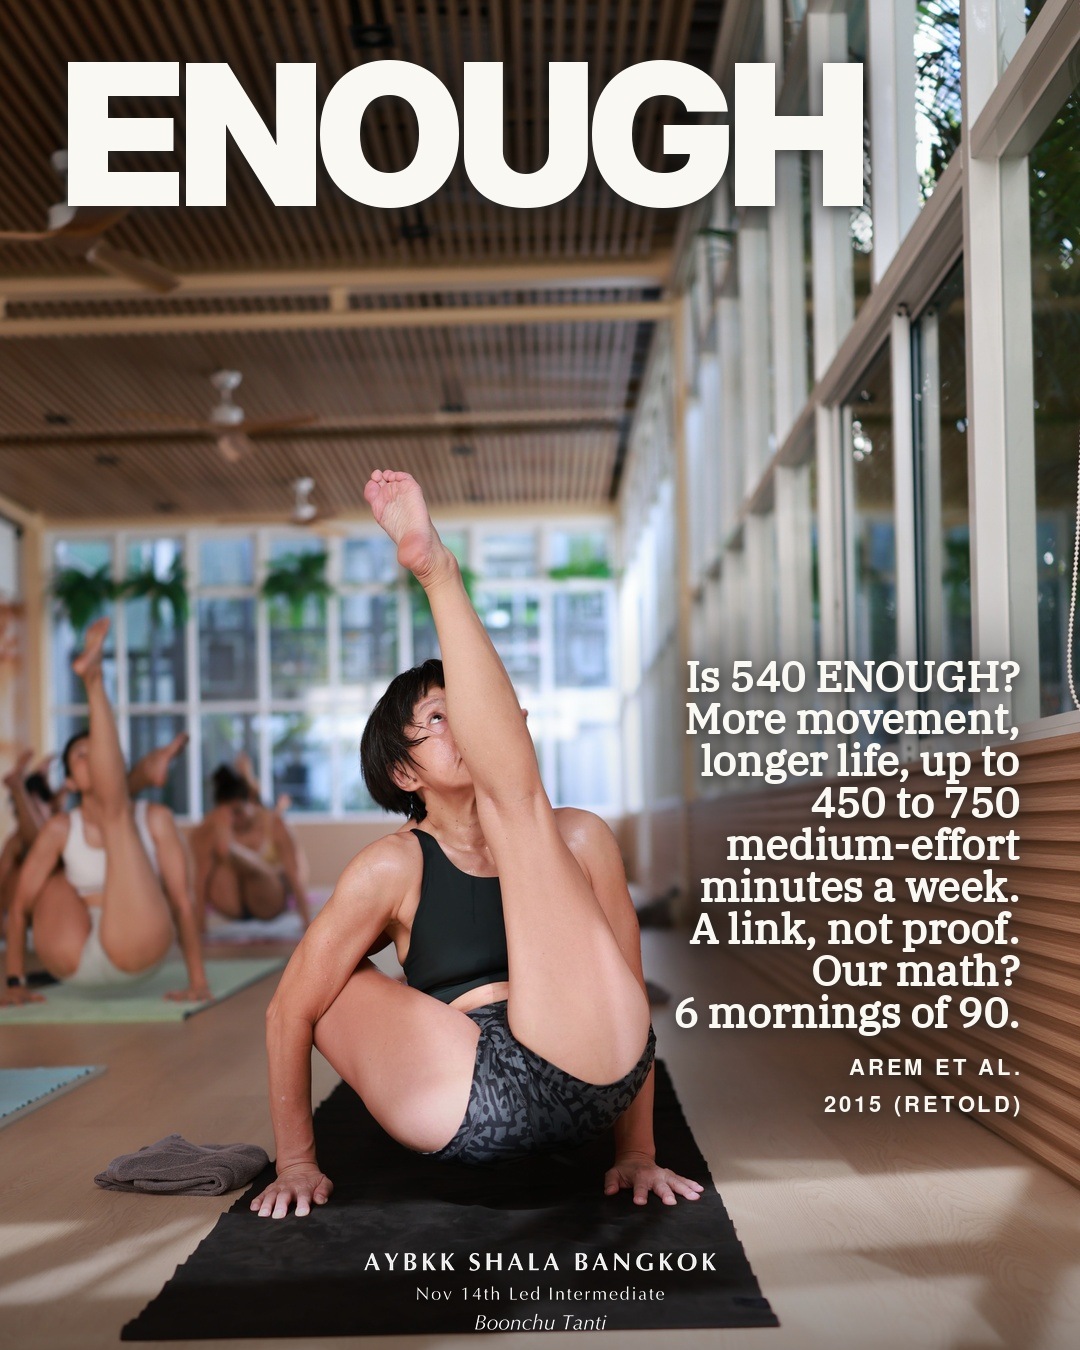 ENOUGH
Is 540 ENOUGH?
More movement,
longer life, up to
450 to 750
medium-effort
minutes a week.
A link, not proof.
Our math?
6 mornings of 90.
AREM ET AL.
2015 (RETOLD)
AYBKK SHALA BANGKOK
Nov 14th Led Intermediate
Boonchu Tanti